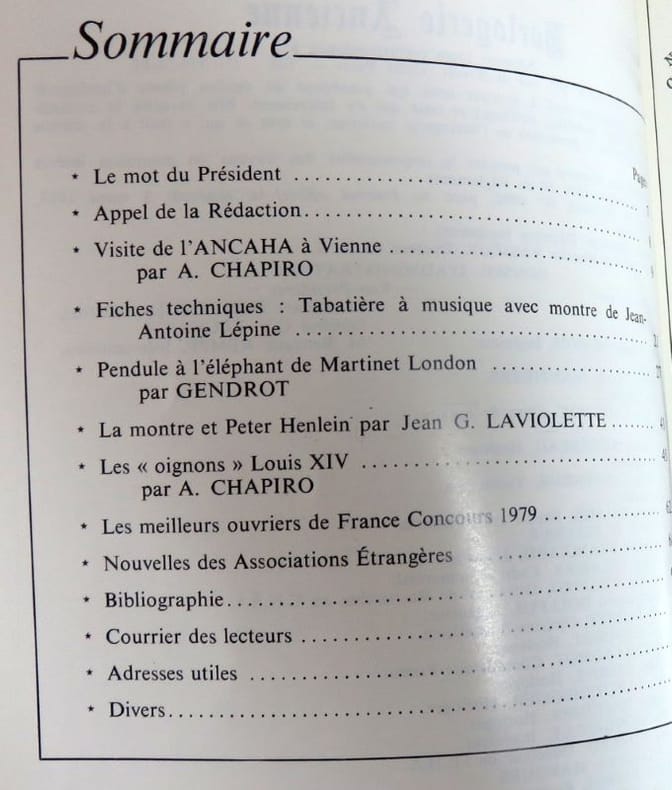 Sommaire
* Le mot du Président ..........
* Appel de la Rédaction..........
* Visite de l'ANCAHA à Vienne ..........
par A. CHAPIRO
* Fiches techniques : Tabatière à musique avec montre de Jean-
Antoine Lépine ..........
* Pendule à l'éléphant de Martinet London ..........
par GENDROT
* La montre et Peter Henlein par Jean G. LAVIOLETTE ........
* Les « oignons » Louis XIV ..........
par A. CHAPIRO
* Les meilleurs ouvriers de France Concours 1979 ..........
* Nouvelles des Associations Étrangères ..........
* Bibliographie..........
* Courrier des lecteurs ..........
* Adresses utiles ..........
* Divers..........